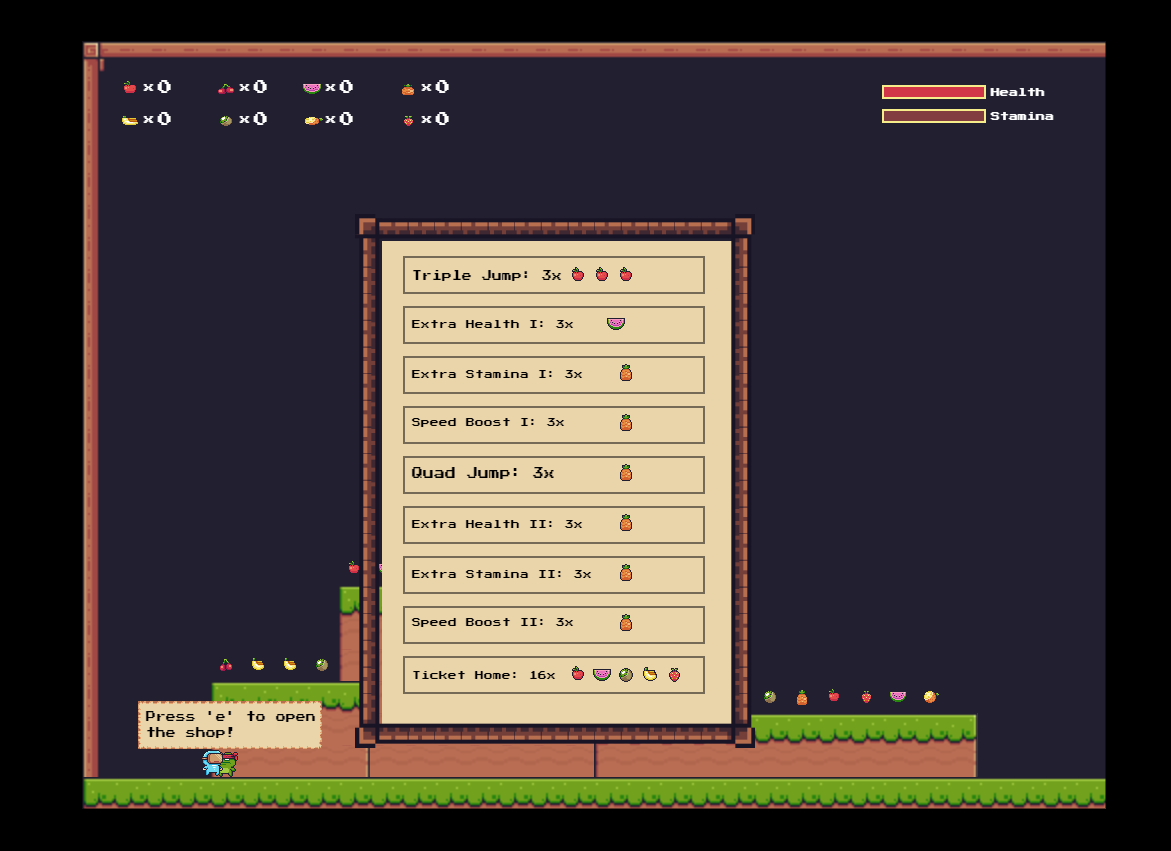 x0 x0 x0 x0
x0 x0 x0 x0
Health
Stamina
Triple Jump: 3x
Extra Health I: 3x
Extra Stamina I: 3x
Speed Boost I: 3x
Quad Jump: 3x
Extra Health II: 3x
Extra Stamina II: 3x
Speed Boost II: 3x
Ticket Home: 16x
Press 'e' to open
the shop!